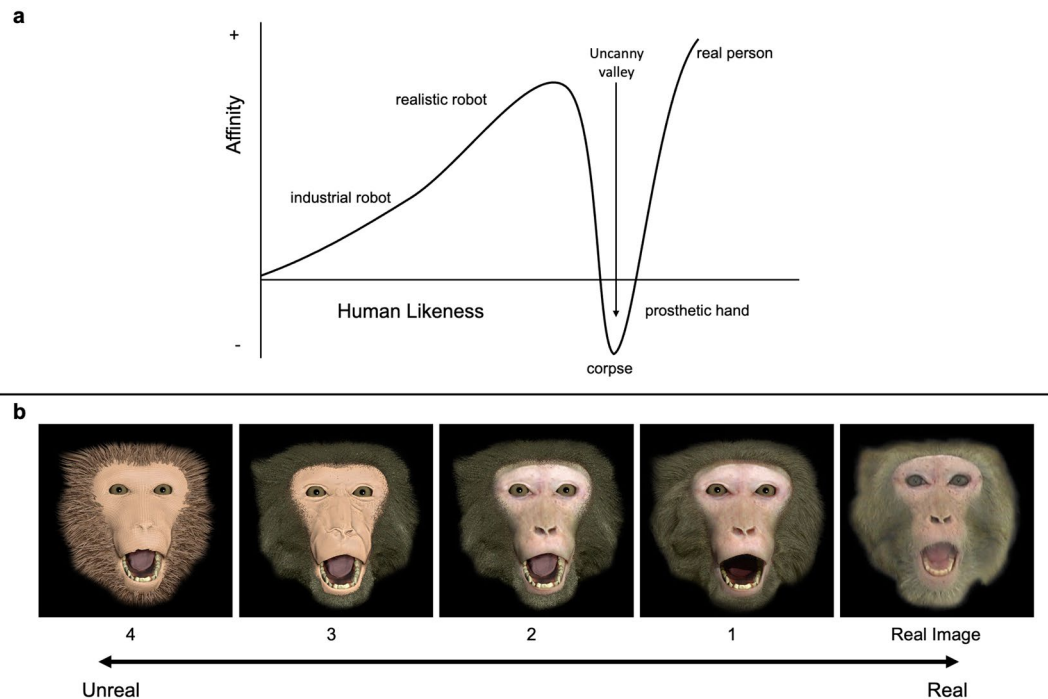 a
+
Uncanny
valley
real person
realistic robot
Affinity
industrial robot
Human Likeness
prosthetic hand
-
corpse
b
4
3
2
1
Real Image
Unreal
Real